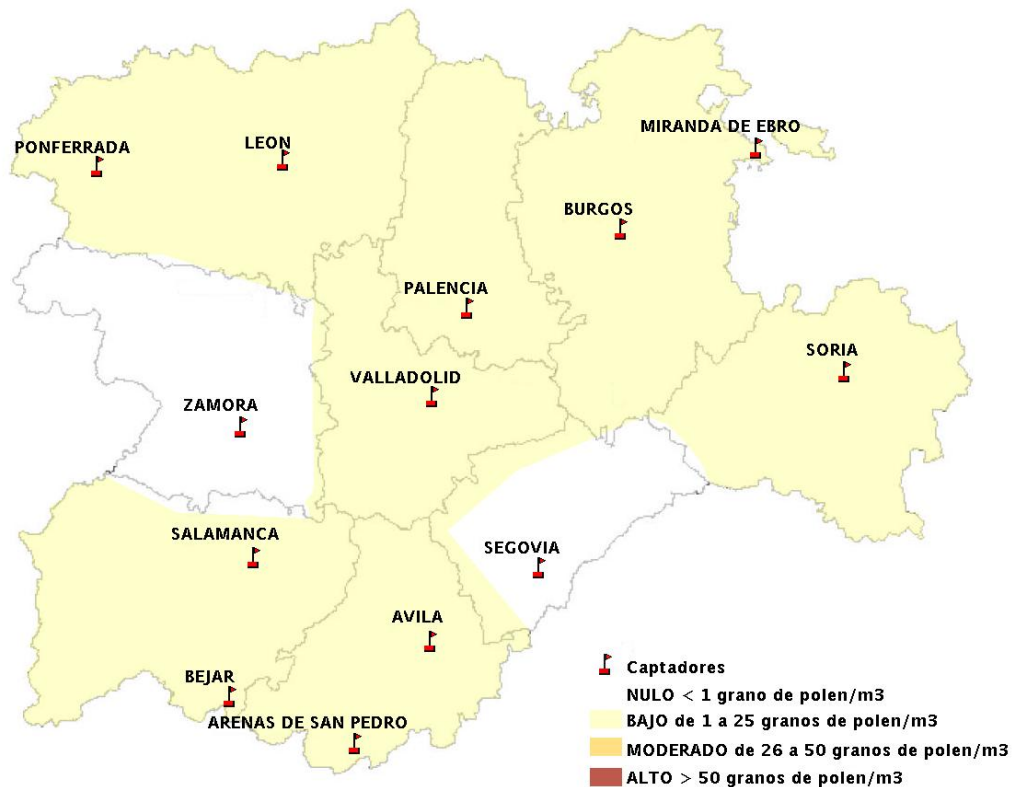 MIRANDA DE EBRO
PONFERRADA
LEON
BURGOS
PALENCIA
SORIA
VALLADOLID
ZAMORA
SALAMANCA
SEGOVIA
AVILA
BEJAR
ARENAS DE SAN PEDRO
Captadores
NULO < 1 grano de polen/m3
BAJO de 1 a 25 granos de polen/m3
MODERADO de 26 a 50 granos de polen/m3
ALTO > 50 granos de polen/m3